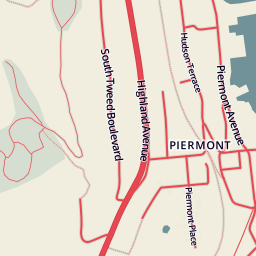 Hudson Terrace
Piermont Avenue
South Tweed Boulevard
Highland Avenue
PIERMONT
Piermont Place